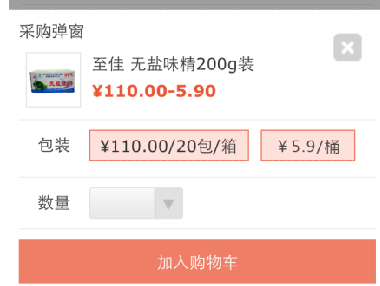 采购弹窗
至佳 无盐味精200g装
¥110.00-5.90
包装 ¥110.00/20包/箱 ¥5.9/桶
数量
加入购物车